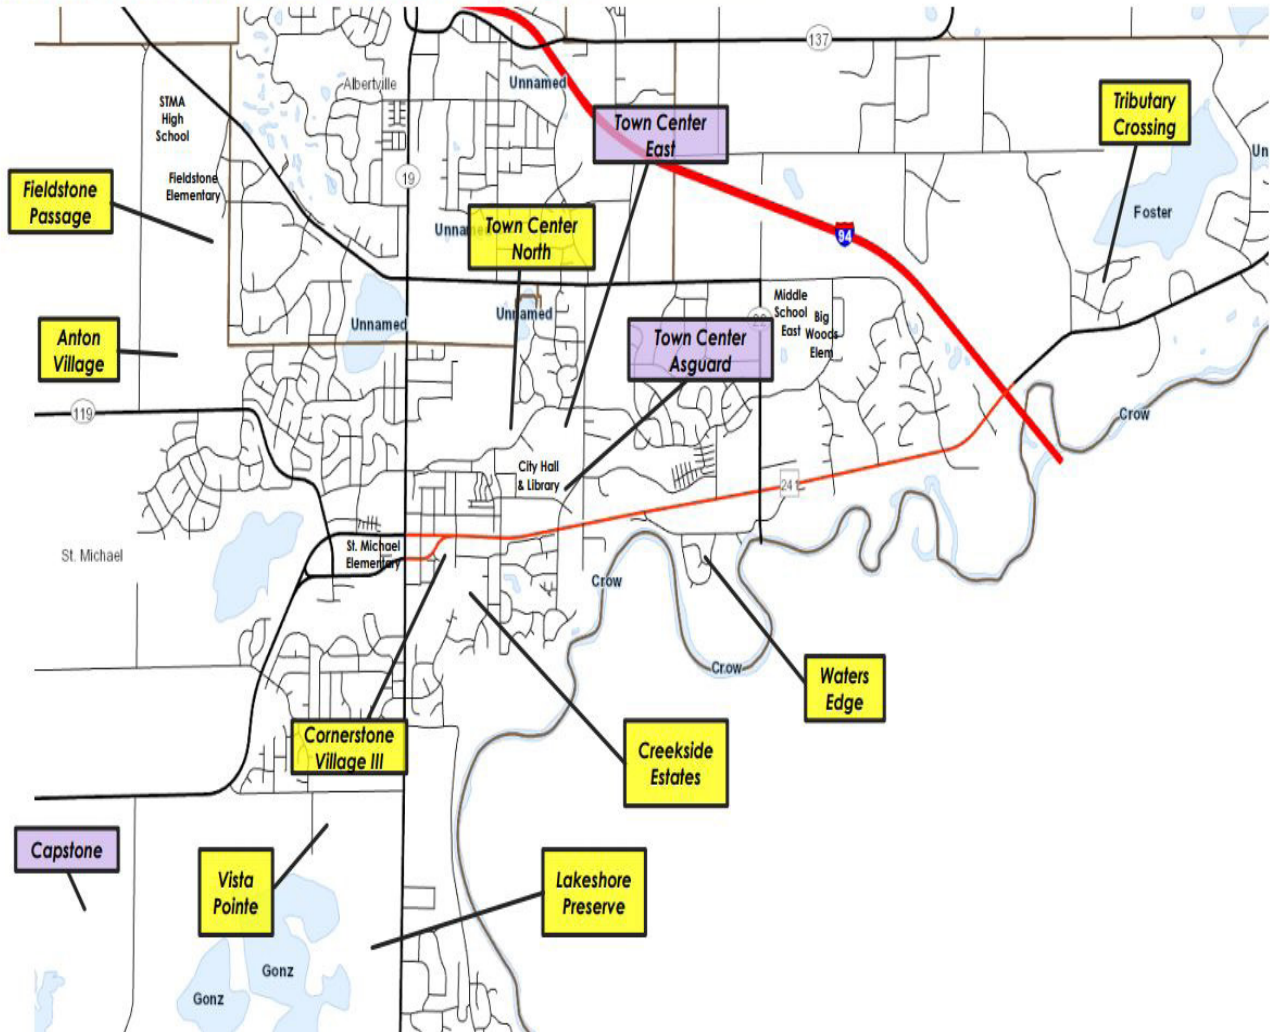 137
Albertville
Unnamed
STMA
High
School
Town Center
East
Tributary
Crossing
Un
Fieldstone
Elementary
19
Fieldstone
Passage
Town Center
North
Unna
94
Foster
Unnamed
Unnamed
Middle
School
East
Big
Woods
Elem
22
Anton
Village
Town Center
Asguard
119
Crow
City Hall
& Library
241
St. Michael
St. Michael
Elementary
Crow
Crow
Waters
Edge
Cornerstone
Village III
Creekside
Estates
Capstone
Vista
Pointe
Lakeshore
Preserve
Gonz
Gonz